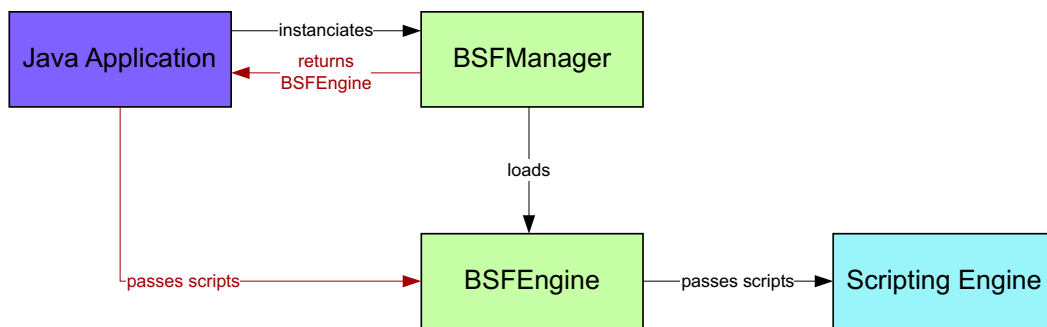 instanciates
Java Application
BSFManager
returns
BSFEngine
loads
passes scripts
BSFEngine
passes scripts
Scripting Engine